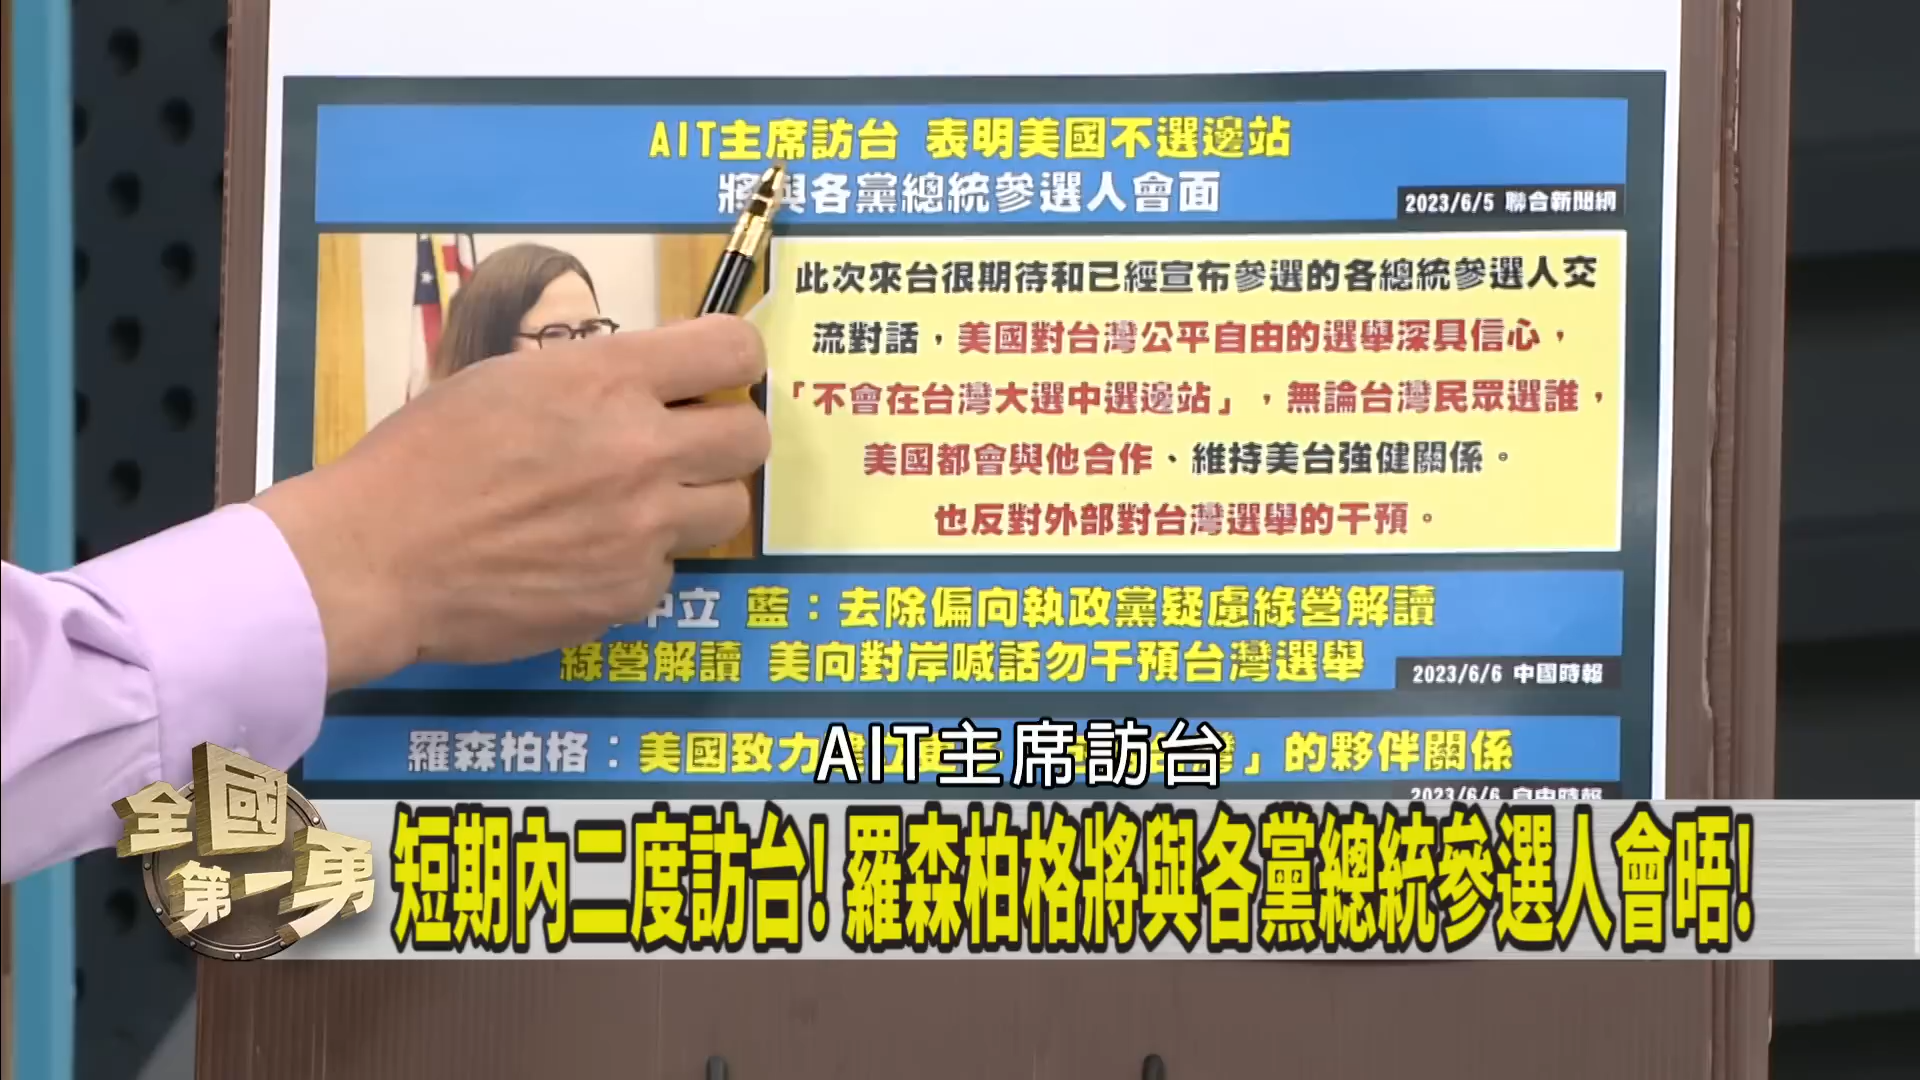 AIT主席訪台 表明美國不選邊站
將與各黨總統參選人會面
2023/6/5 聯合新聞網
此次來台很期待和已經宣布參選的各總統參選人交
流對話，美國對台灣公平自由的選舉深具信心，
「不會在台灣大選中選邊站」，無論台灣民眾選誰，
美國都會與他合作、維持美台強健關係。
也反對外部對台灣選舉的干預。
中立 藍：去除偏向執政黨疑慮綠營解讀
綠營解讀 美向對岸喊話勿干預台灣選舉
2023/6/6 中國時報
羅森柏格：美國致力建立更多 台灣」的夥伴關係
2023/6/6 自由時報
AIT主席訪台
全國第一勇
短期內二度訪台！羅森柏格將與各黨總統參選人會晤！